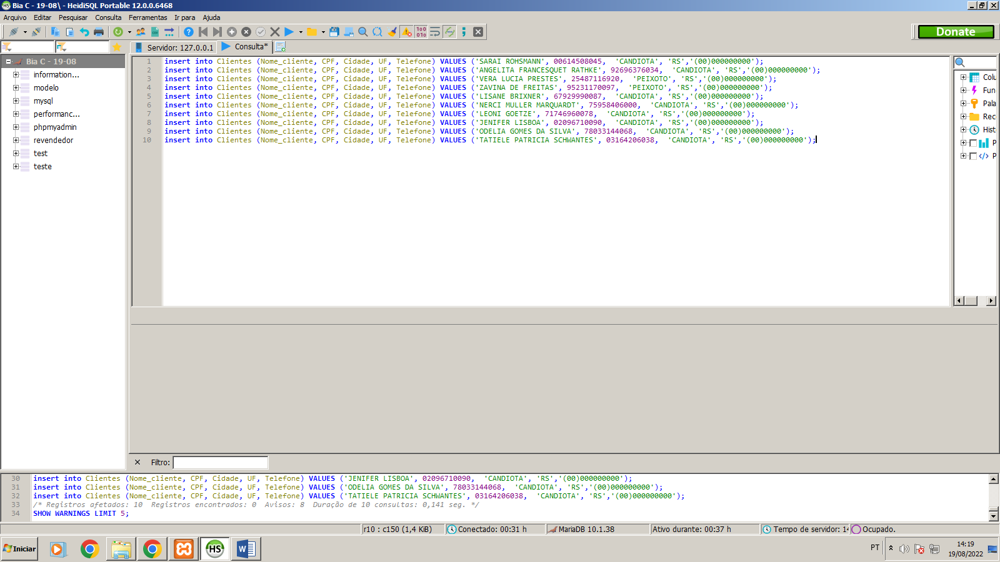 Bia C - 19-08\ - HeidiSQL Portable 12.0.0.6468
Arquivo Editar Pesquisar Consulta Ferramentas Ir para Ajuda
Donate
Servidor: 127.0.0.1 Consulta*
Bia C - 19-08
information...
modelo
mysql
performanc...
phpmyadmin
revendedor
test
teste
1 insert into Clientes (Nome_cliente, CPF, Cidade, UF, Telefone) VALUES ('SARAI ROHSMANN', 00614508045,  'CANDIOTA', 'RS','(00)000000000');
2 insert into Clientes (Nome_cliente, CPF, Cidade, UF, Telefone) VALUES ('ANGELITA FRANCESQUET RATHKE', 92696376034,  'CANDIOTA', 'RS','(00)000000000');
3 insert into Clientes (Nome_cliente, CPF, Cidade, UF, Telefone) VALUES ('VERA LUCIA PRESTES', 25487116920,  'PEIXOTO', 'RS','(00)000000000');
4 insert into Clientes (Nome_cliente, CPF, Cidade, UF, Telefone) VALUES ('ZAVINA DE FREITAS', 95231170097,  'PEIXOTO', 'RS','(00)000000000');
5 insert into Clientes (Nome_cliente, CPF, Cidade, UF, Telefone) VALUES ('LISANE BRIXNER', 67929990087,  'CANDIOTA', 'RS','(00)000000000');
6 insert into Clientes (Nome_cliente, CPF, Cidade, UF, Telefone) VALUES ('NERCI MULLER MARQUARDT', 75958406000,  'CANDIOTA', 'RS','(00)000000000');
7 insert into Clientes (Nome_cliente, CPF, Cidade, UF, Telefone) VALUES ('LEONI GOETZE', 71746960078,  'CANDIOTA', 'RS','(00)000000000');
8 insert into Clientes (Nome_cliente, CPF, Cidade, UF, Telefone) VALUES ('JENIFER LISBOA', 02096710090,  'CANDIOTA', 'RS','(00)000000000');
9 insert into Clientes (Nome_cliente, CPF, Cidade, UF, Telefone) VALUES ('ODELIA GOMES DA SILVA', 78033144068,  'CANDIOTA', 'RS','(00)000000000');
10 insert into Clientes (Nome_cliente, CPF, Cidade, UF, Telefone) VALUES ('TATIELE PATRICIA SCHWANTES', 03164206038,  'CANDIOTA', 'RS','(00)000000000');
Colu
Fun
Pala
Rec
Hist
P
P
Filtro:
30 insert into Clientes (Nome_cliente, CPF, Cidade, UF, Telefone) VALUES ('JENIFER LISBOA', 02096710090,  'CANDIOTA', 'RS','(00)000000000');
31 insert into Clientes (Nome_cliente, CPF, Cidade, UF, Telefone) VALUES ('ODELIA GOMES DA SILVA', 78033144068,  'CANDIOTA', 'RS','(00)000000000');
32 insert into Clientes (Nome_cliente, CPF, Cidade, UF, Telefone) VALUES ('TATIELE PATRICIA SCHWANTES', 03164206038,  'CANDIOTA', 'RS','(00)000000000');
33 /* Registros afetados: 10  Registros encontrados: 0  Avisos: 8  Duração de 10 consultas: 0,141 seg. */
34 SHOW WARNINGS LIMIT 5;
r10 : c150 (1,4 KiB) Conectado: 00:31 h MariaDB 10.1.38 Ativo durante: 00:37 h Tempo de servidor: 14 Ocupado.
Iniciar HS W PT 14:19
19/08/2022